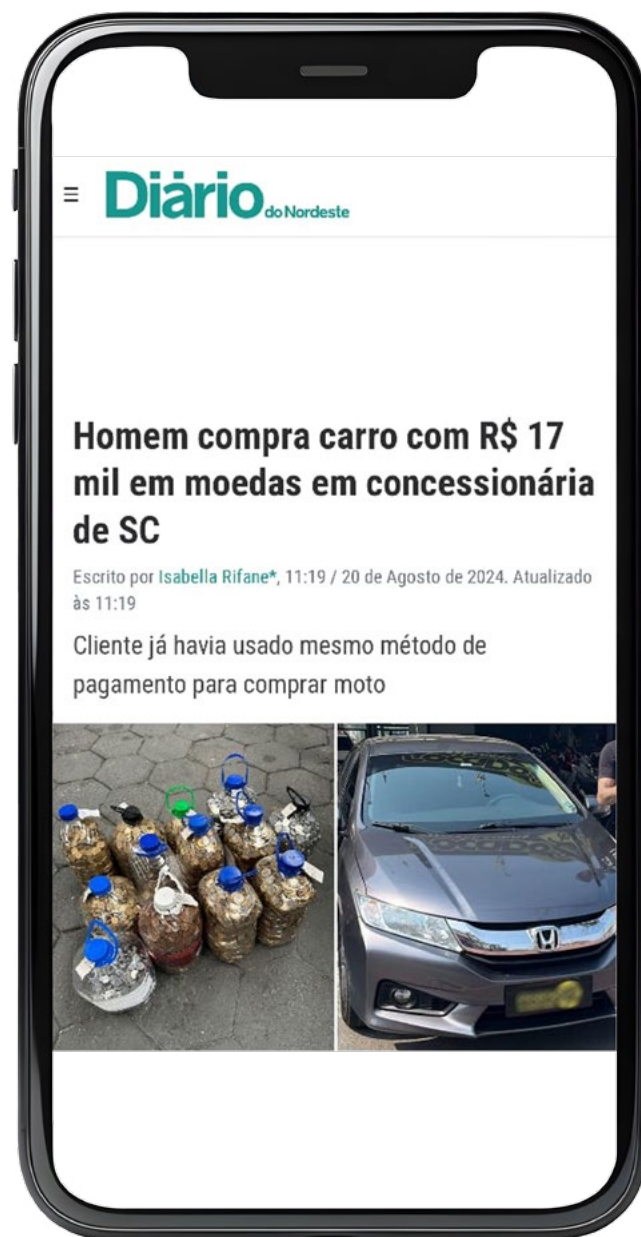 ☰ Diário do Nordeste
Homem compra carro com R$ 17
mil em moedas em concessionária
de SC
Escrito por Isabella Rifane*, 11:19 / 20 de Agosto de 2024. Atualizado
às 11:19
Cliente já havia usado mesmo método de
pagamento para comprar moto